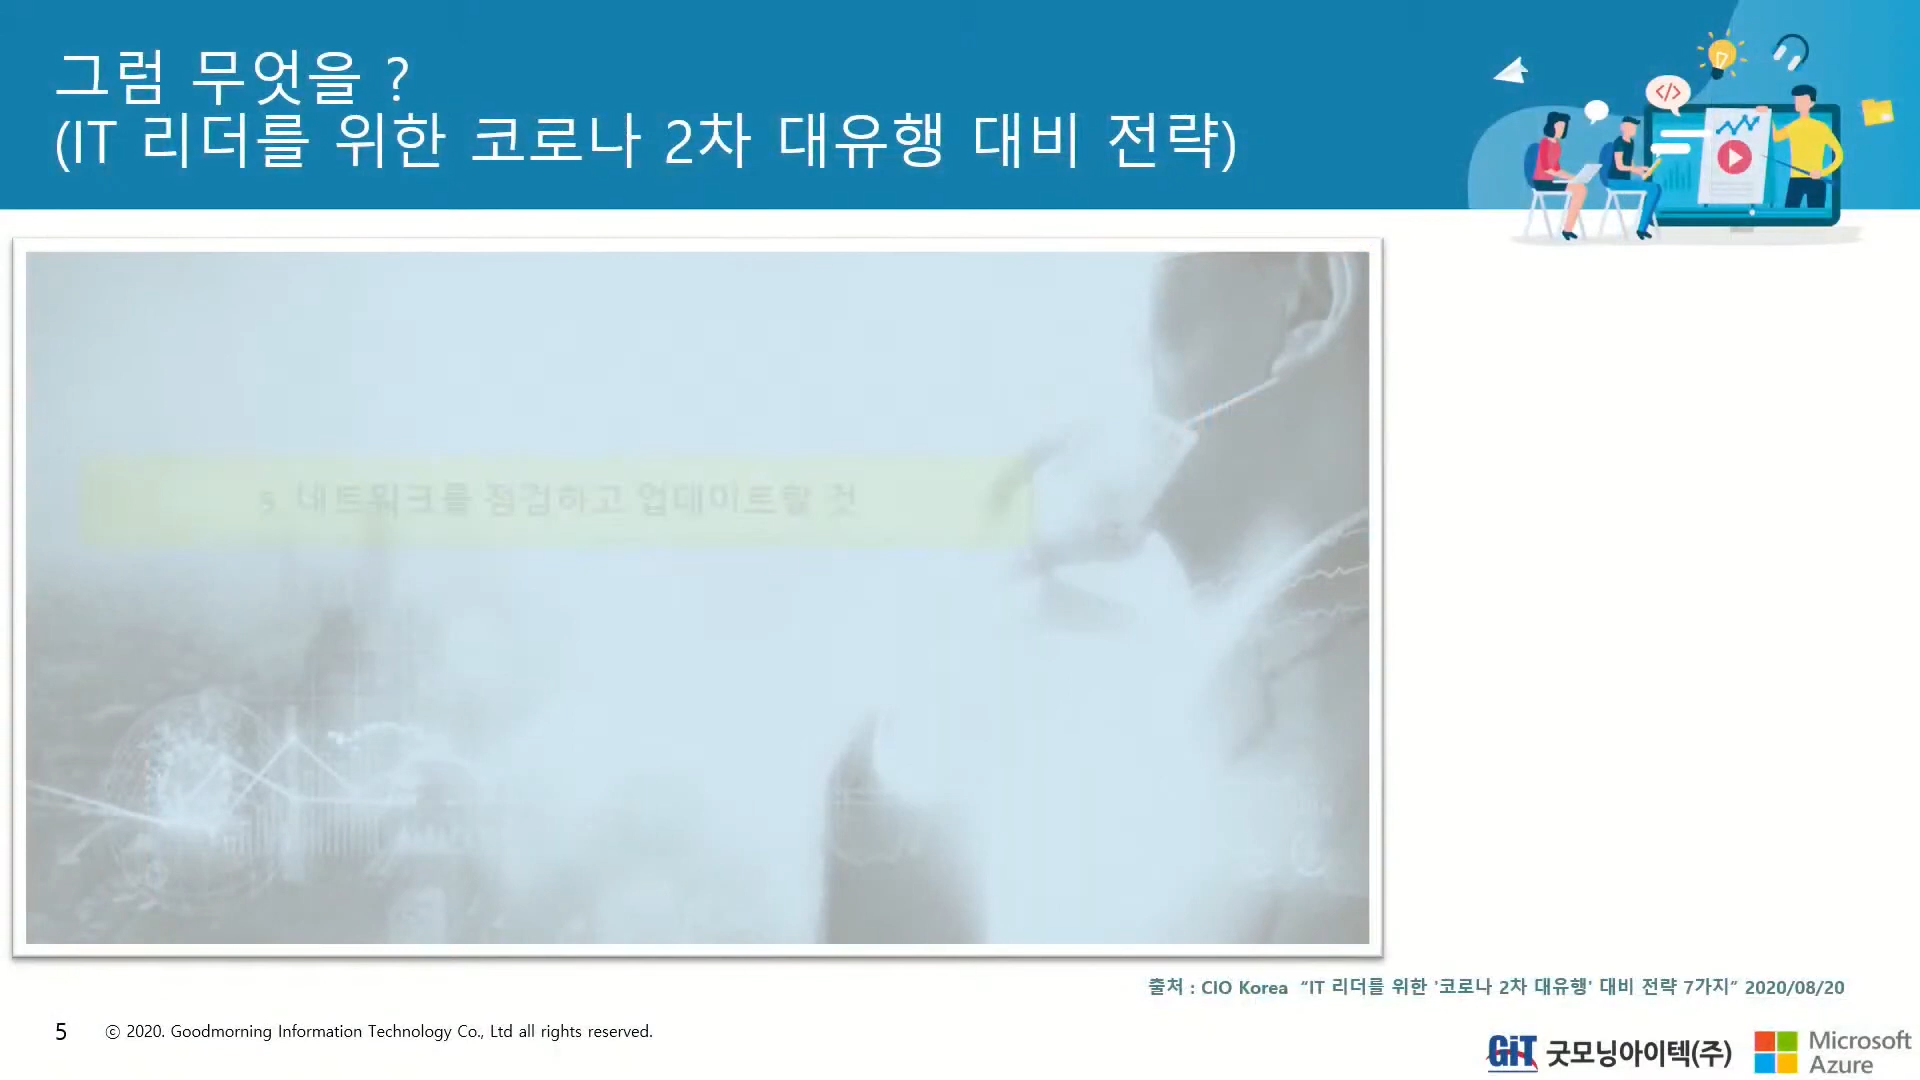 그럼 무엇을 ?
(IT 리더를 위한 코로나 2차 대유행 대비 전략)
</>
5 네트워크를 점검하고 업데이트할 것
출처 : CIO Korea “IT 리더를 위한 '코로나 2차 대유행' 대비 전략 7가지” 2020/08/20
5 ⓒ 2020. Goodmorning Information Technology Co., Ltd all rights reserved.
GiT 굿모닝아이텍(주)
Microsoft
Azure